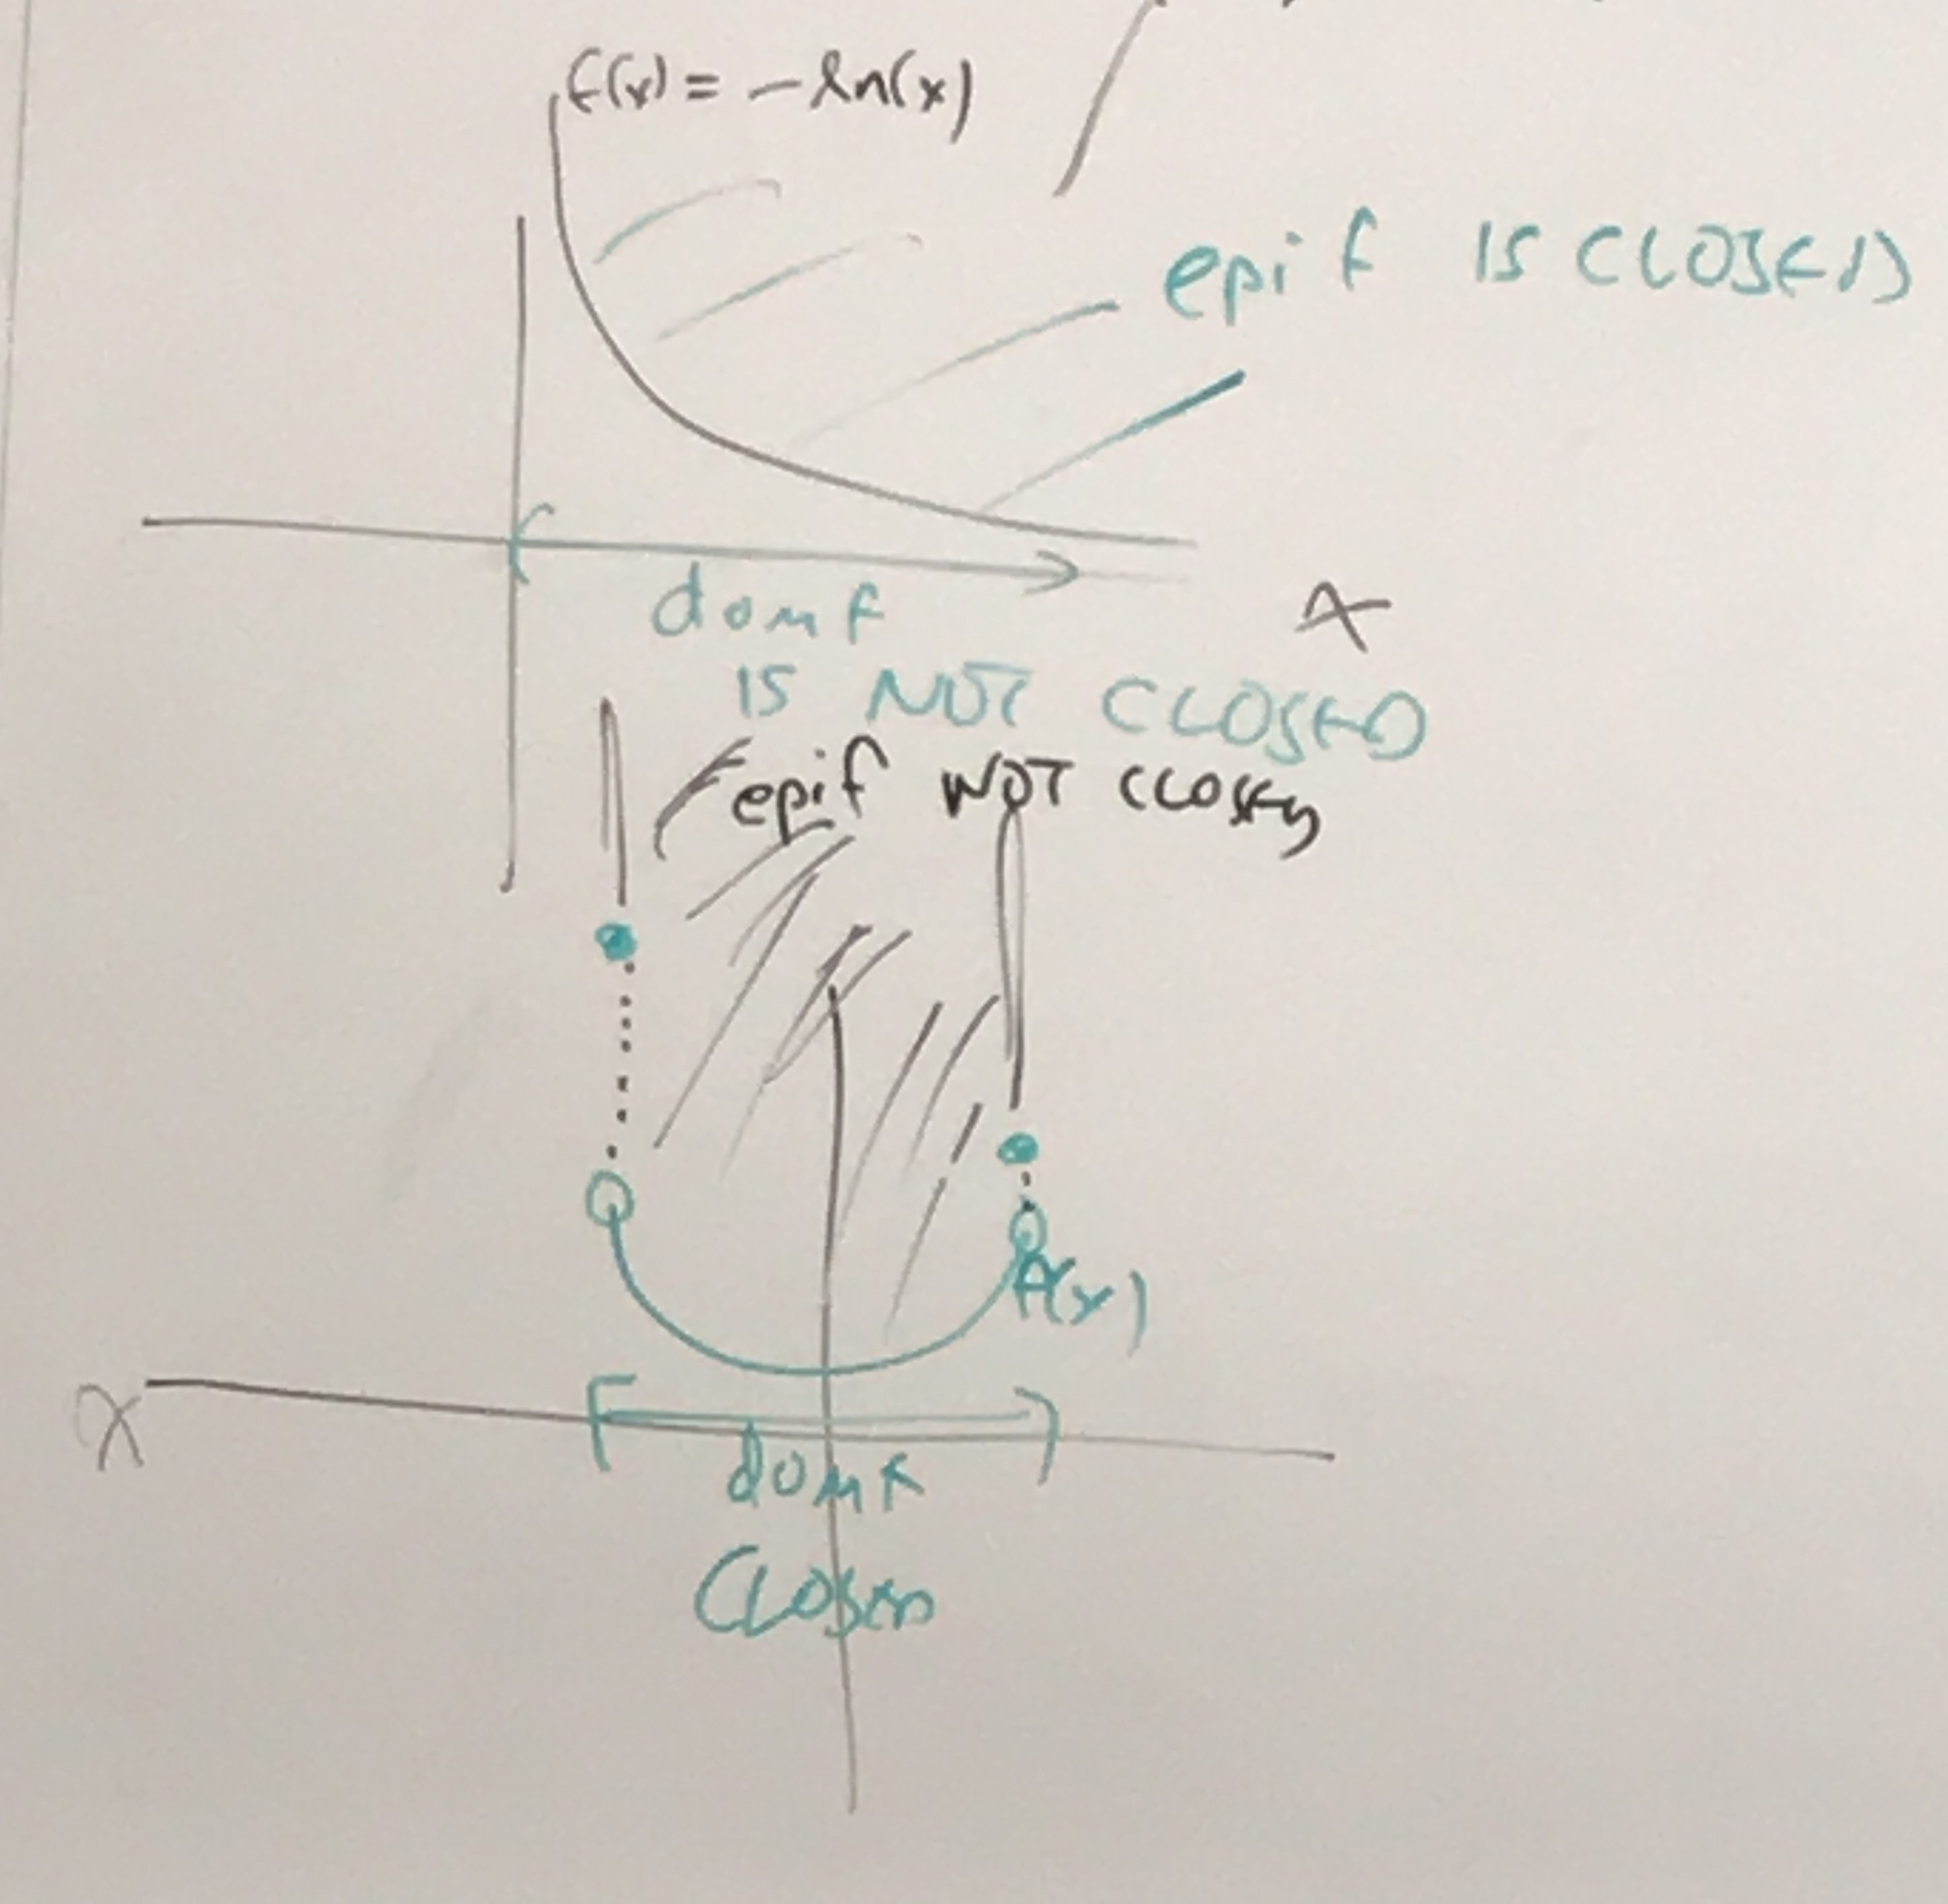 f(x) = -ln(x)
epi f IS CLOSED
dom f
x
IS NOT CLOSED
epi f NOT CLOSED
f(x)
x
dom f
CLOSED